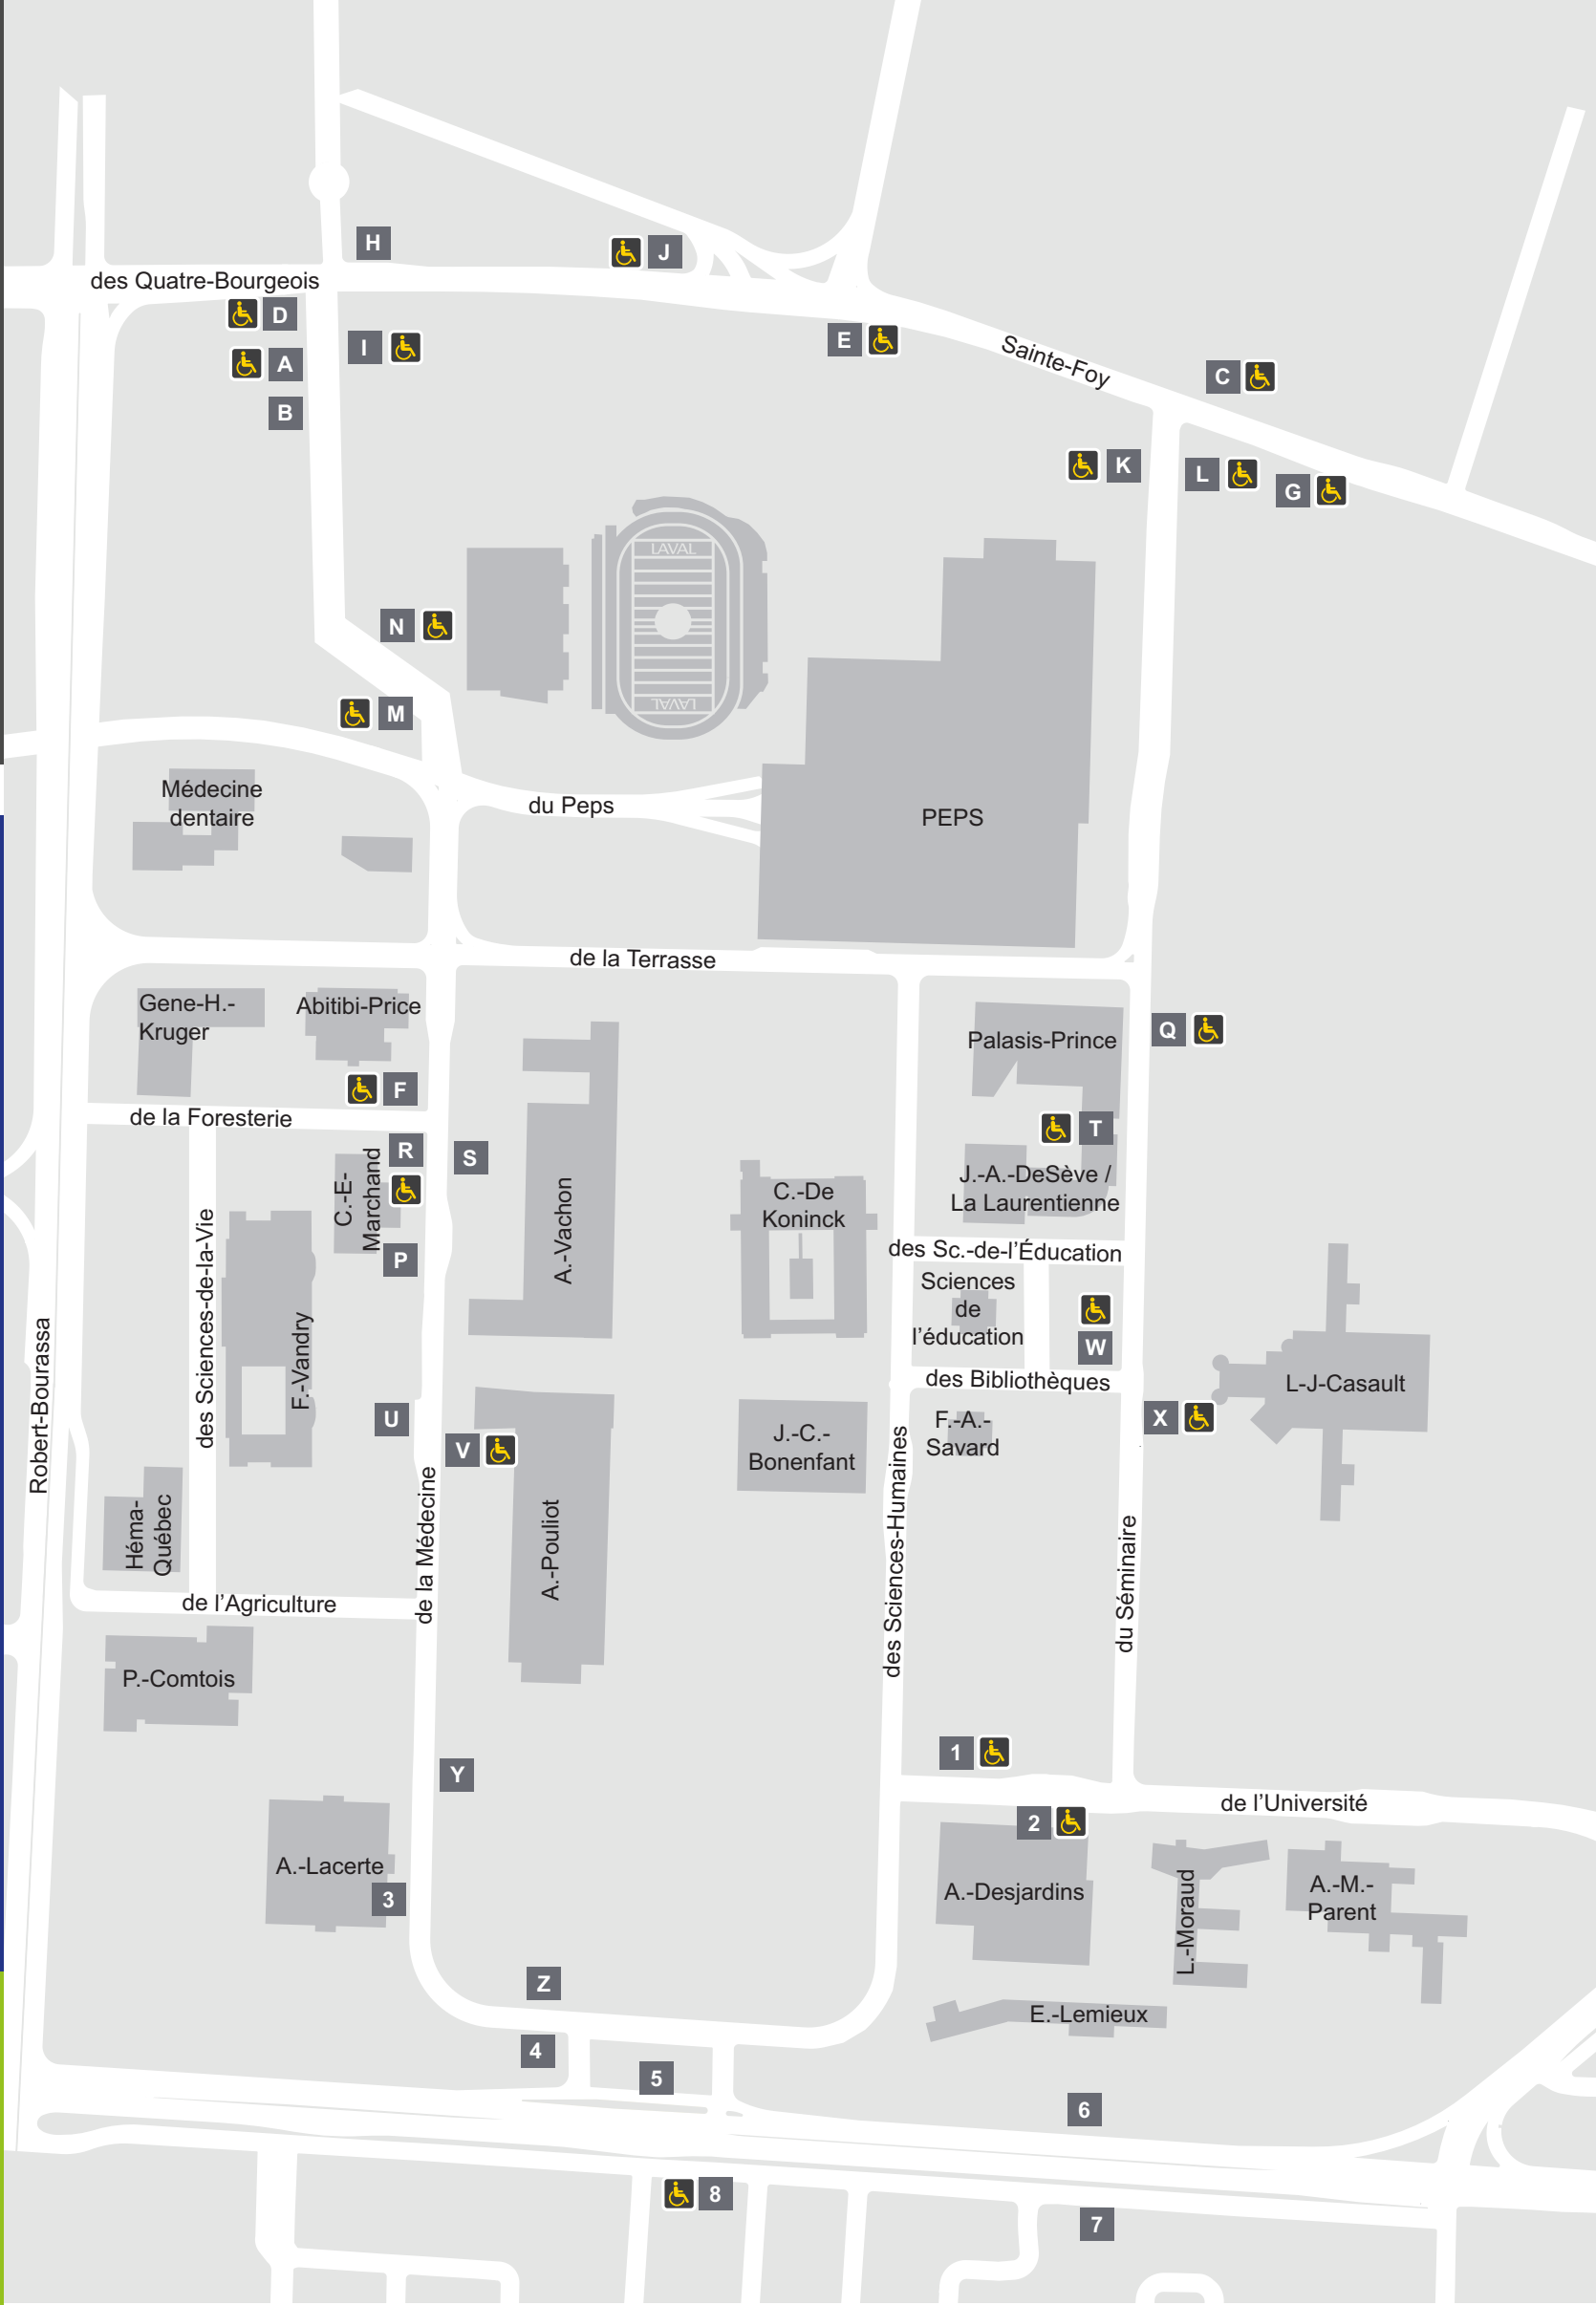 H
J
des Quatre-Bourgeois
D
I
E
Sainte-Foy
A
C
B
K
L
G
LAVAL
N
LAVAL
M
Médecine
dentaire
du Peps
PEPS
de la Terrasse
Gene-H.-
Kruger
Abitibi-Price
Palasis-Prince
Q
F
de la Foresterie
R
S
T
C.-E-
Marchand
J.-A.-DeSève /
La Laurentienne
C.-De
Koninck
A.-Vachon
P
des Sc.-de-l'Éducation
des Sciences-de-la-Vie
Sciences
de
l'éducation
W
F.-Vandry
Robert-Bourassa
des Bibliothèques
L-J-Casault
U
V
X
F.-A.-
Savard
J.-C.-
Bonenfant
Héma-
Québec
de la Médecine
A.-Pouliot
des Sciences-Humaines
du Séminaire
de l'Agriculture
P.-Comtois
1
Y
de l'Université
2
A.-Lacerte
3
A.-Desjardins
L.-Moraud
A.-M.-
Parent
Z
E.-Lemieux
4
5
6
8
7